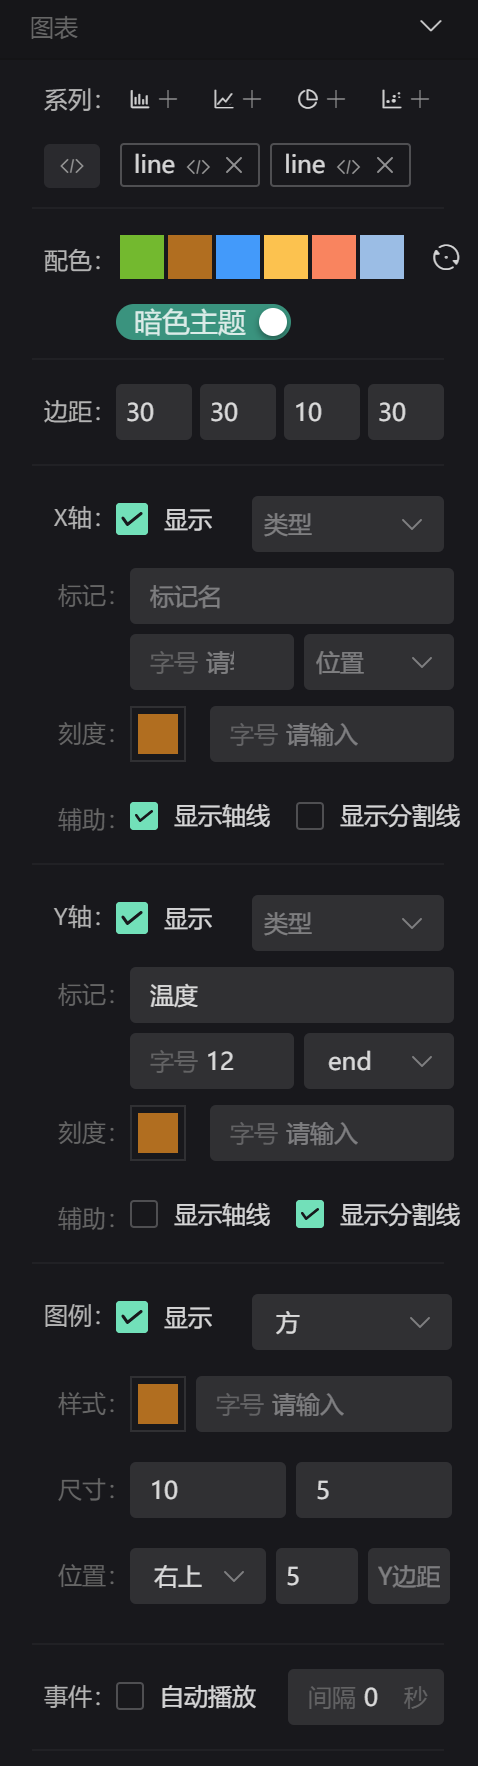 图表
系列：
line </> line </>
配色：
暗色主题
边距： 30 30 10 30
X轴： 显示 类型
标记： 标记名
字号 请输 位置
刻度： 字号 请输入
辅助： 显示轴线 显示分割线
Y轴： 显示 类型
标记： 温度
字号 12 end
刻度： 字号 请输入
辅助： 显示轴线 显示分割线
图例： 显示 方
样式： 字号 请输入
尺寸： 10 5
位置： 右上 5 Y边距
事件： 自动播放 间隔 0 秒